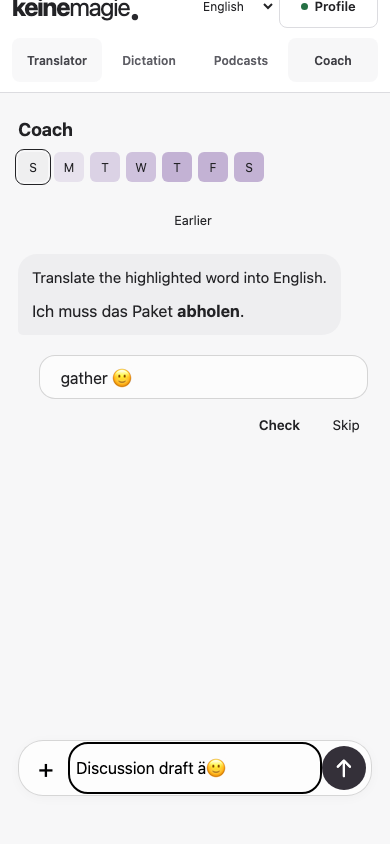 keinemagie.
English
Profile
Translator Dictation Podcasts Coach
Coach
S M T W T F S
Earlier
Translate the highlighted word into English.
Ich muss das Paket abholen.
gather 🙂
Check Skip
+ Discussion draft ä🙂